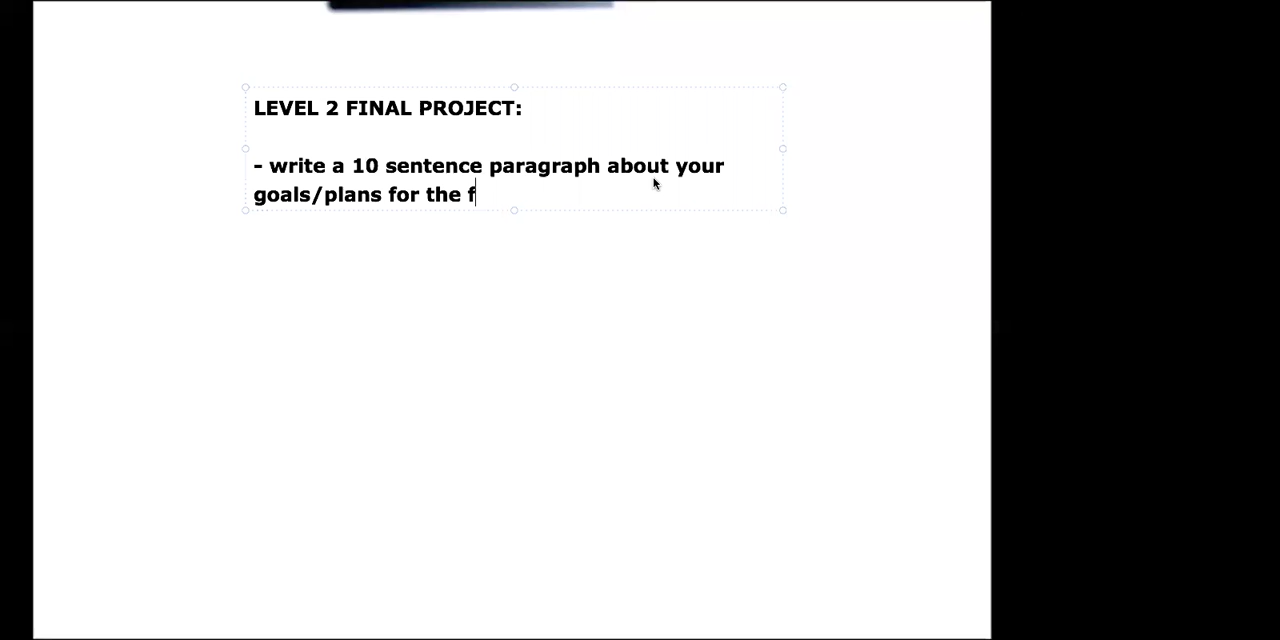 LEVEL 2 FINAL PROJECT:
- write a 10 sentence paragraph about your
goals/plans for the f